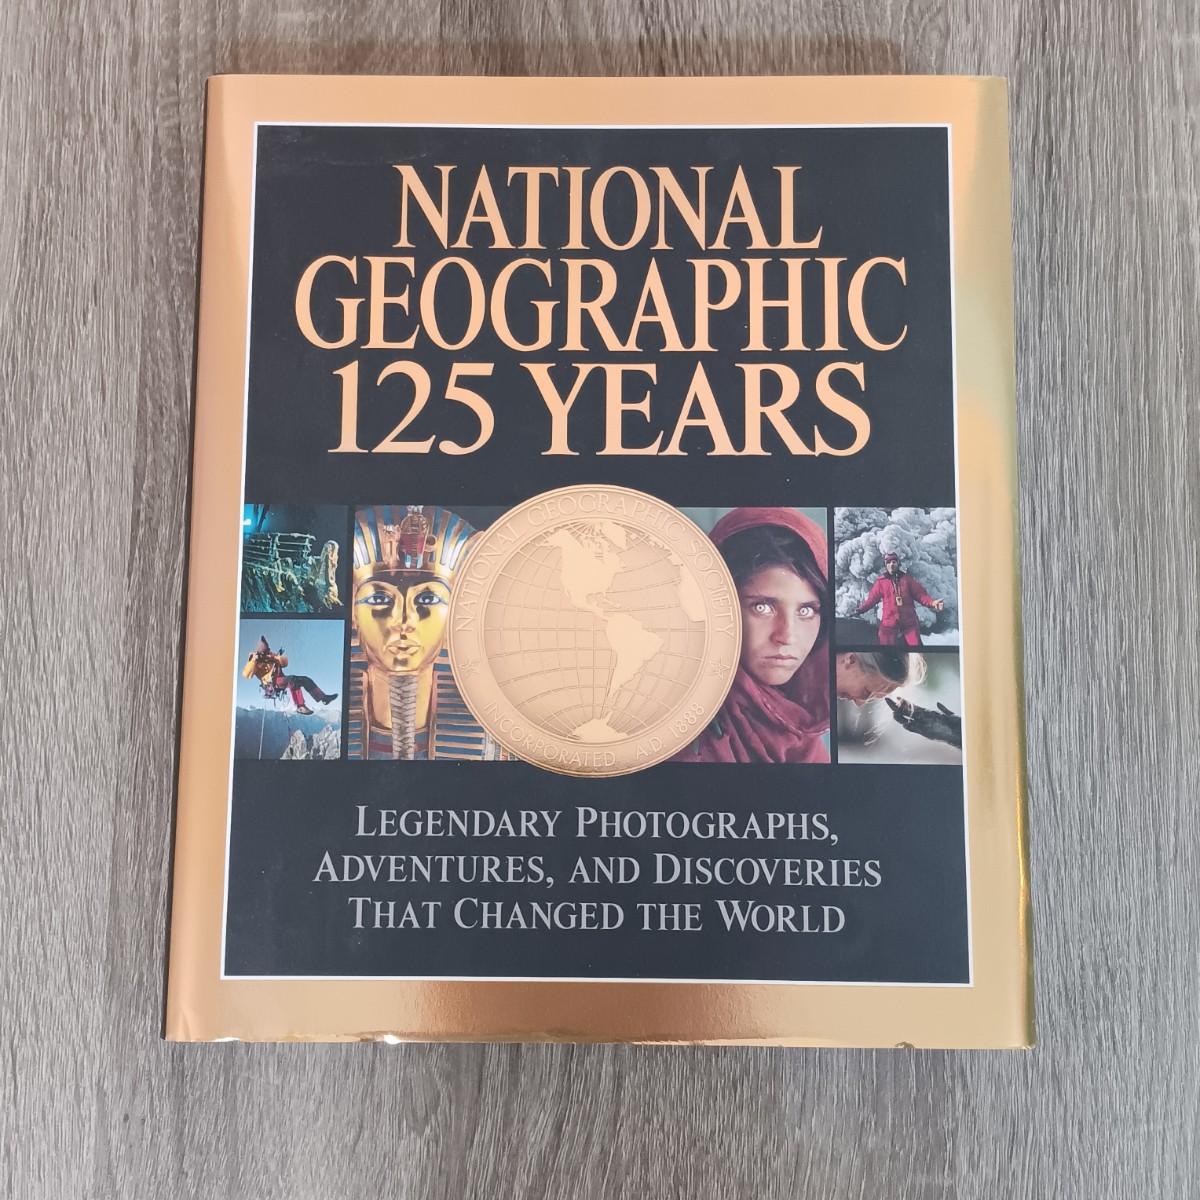 NATIONAL
GEOGRAPHIC
125 YEARS
NATIONAL GEOGRAPHIC SOCIETY
INCORPORATED A.D. 1888
LEGENDARY PHOTOGRAPHS,
ADVENTURES, AND DISCOVERIES
THAT CHANGED THE WORLD